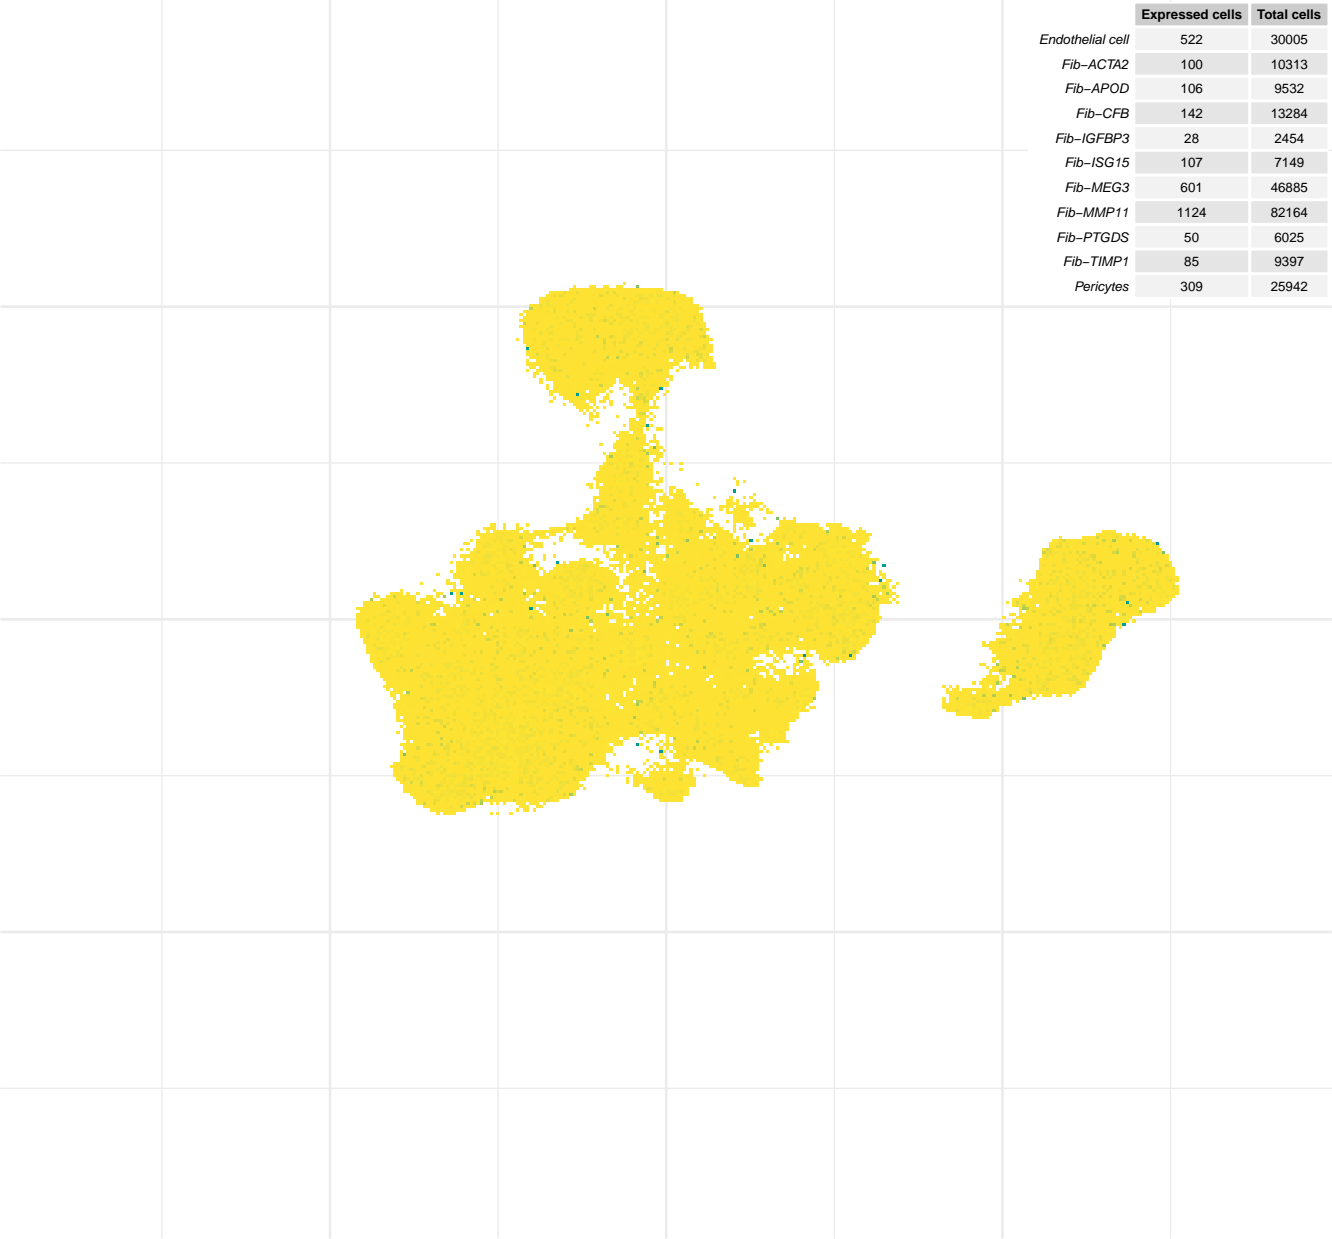 Expressed cells Total cells
Endothelial cell 522 30005
Fib−ACTA2 100 10313
Fib−APOD 106 9532
Fib−CFB 142 13284
Fib−IGFBP3 28 2454
Fib−ISG15 107 7149
Fib−MEG3 601 46885
Fib−MMP11 1124 82164
Fib−PTGDS 50 6025
Fib−TIMP1 85 9397
Pericytes 309 25942